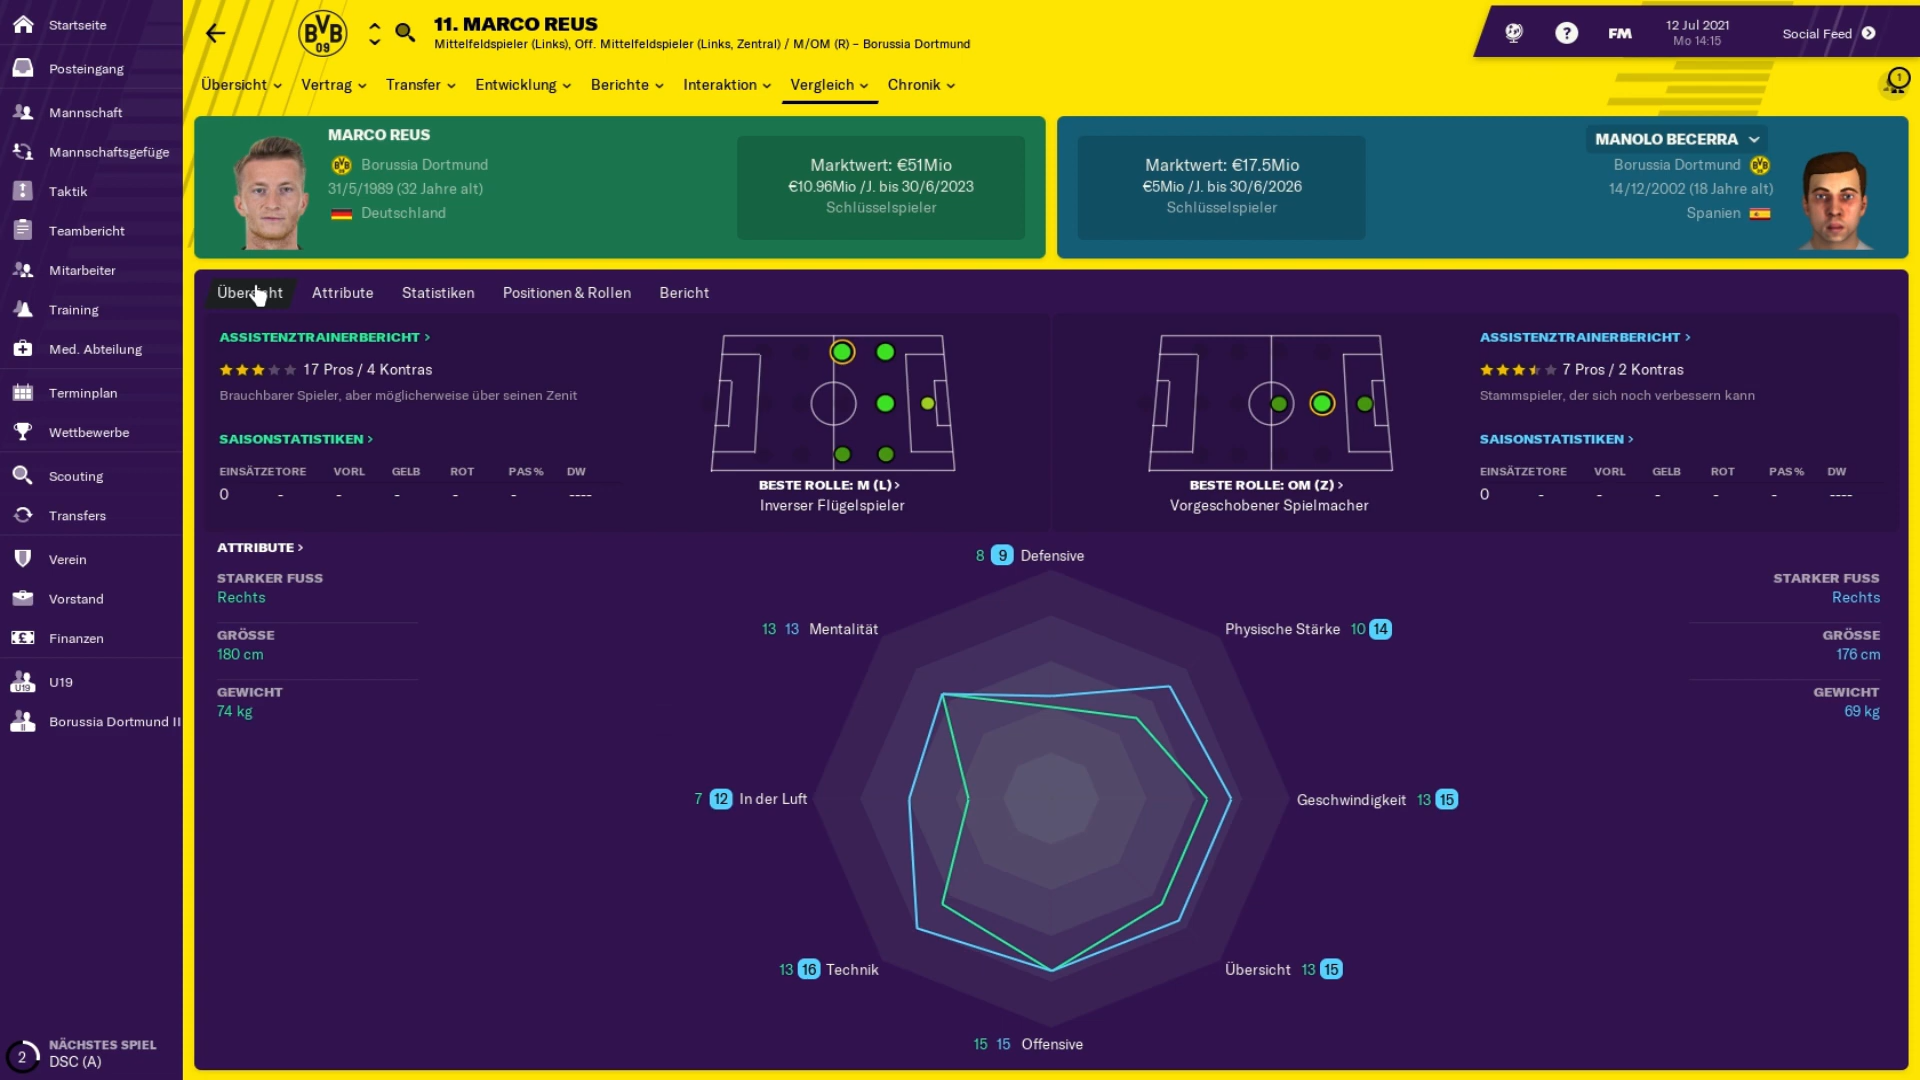 Startseite
Posteingang
Mannschaft
Mannschaftsgefüge
Taktik
Teambericht
Mitarbeiter
Training
Med. Abteilung
Terminplan
Wettbewerbe
Scouting
Transfers
Verein
Vorstand
Finanzen
U19
U19
Borussia Dortmund II
2
NÄCHSTES SPIEL
DSC (A)
BVB 09
11. MARCO REUS
Mittelfeldspieler (Links), Off. Mittelfeldspieler (Links, Zentral) / M/OM (R) – Borussia Dortmund
?
FM
12 Jul 2021
Mo 14:15
Social Feed
Übersicht
Vertrag
Transfer
Entwicklung
Berichte
Interaktion
Vergleich
Chronik
1
MARCO REUS
Borussia Dortmund
31/5/1989 (32 Jahre alt)
Deutschland
Marktwert: €51Mio
€10.96Mio /J. bis 30/6/2023
Schlüsselspieler
Marktwert: €17.5Mio
€5Mio /J. bis 30/6/2026
Schlüsselspieler
MANOLO BECERRA
Borussia Dortmund
14/12/2002 (18 Jahre alt)
Spanien
Übersicht
Attribute
Statistiken
Positionen & Rollen
Bericht
ASSISTENZTRAINERBERICHT >
17 Pros / 4 Kontras
Brauchbarer Spieler, aber möglicherweise über seinen Zenit
SAISONSTATISTIKEN >
EINSÄTZETORE VORL GELB ROT PAS% DW
0 - - - - - ----
BESTE ROLLE: M (L) >
Inverser Flügelspieler
BESTE ROLLE: OM (Z) >
Vorgeschobener Spielmacher
ASSISTENZTRAINERBERICHT >
7 Pros / 2 Kontras
Stammspieler, der sich noch verbessern kann
SAISONSTATISTIKEN >
EINSÄTZETORE VORL GELB ROT PAS% DW
0 - - - - - ----
ATTRIBUTE >
STARKER FUSS
Rechts
GRÖSSE
180 cm
GEWICHT
74 kg
8 9 Defensive
13 13 Mentalität
Physische Stärke 10 14
7 12 In der Luft
Geschwindigkeit 13 15
13 16 Technik
Übersicht 13 15
15 15 Offensive
STARKER FUSS
Rechts
GRÖSSE
176 cm
GEWICHT
69 kg